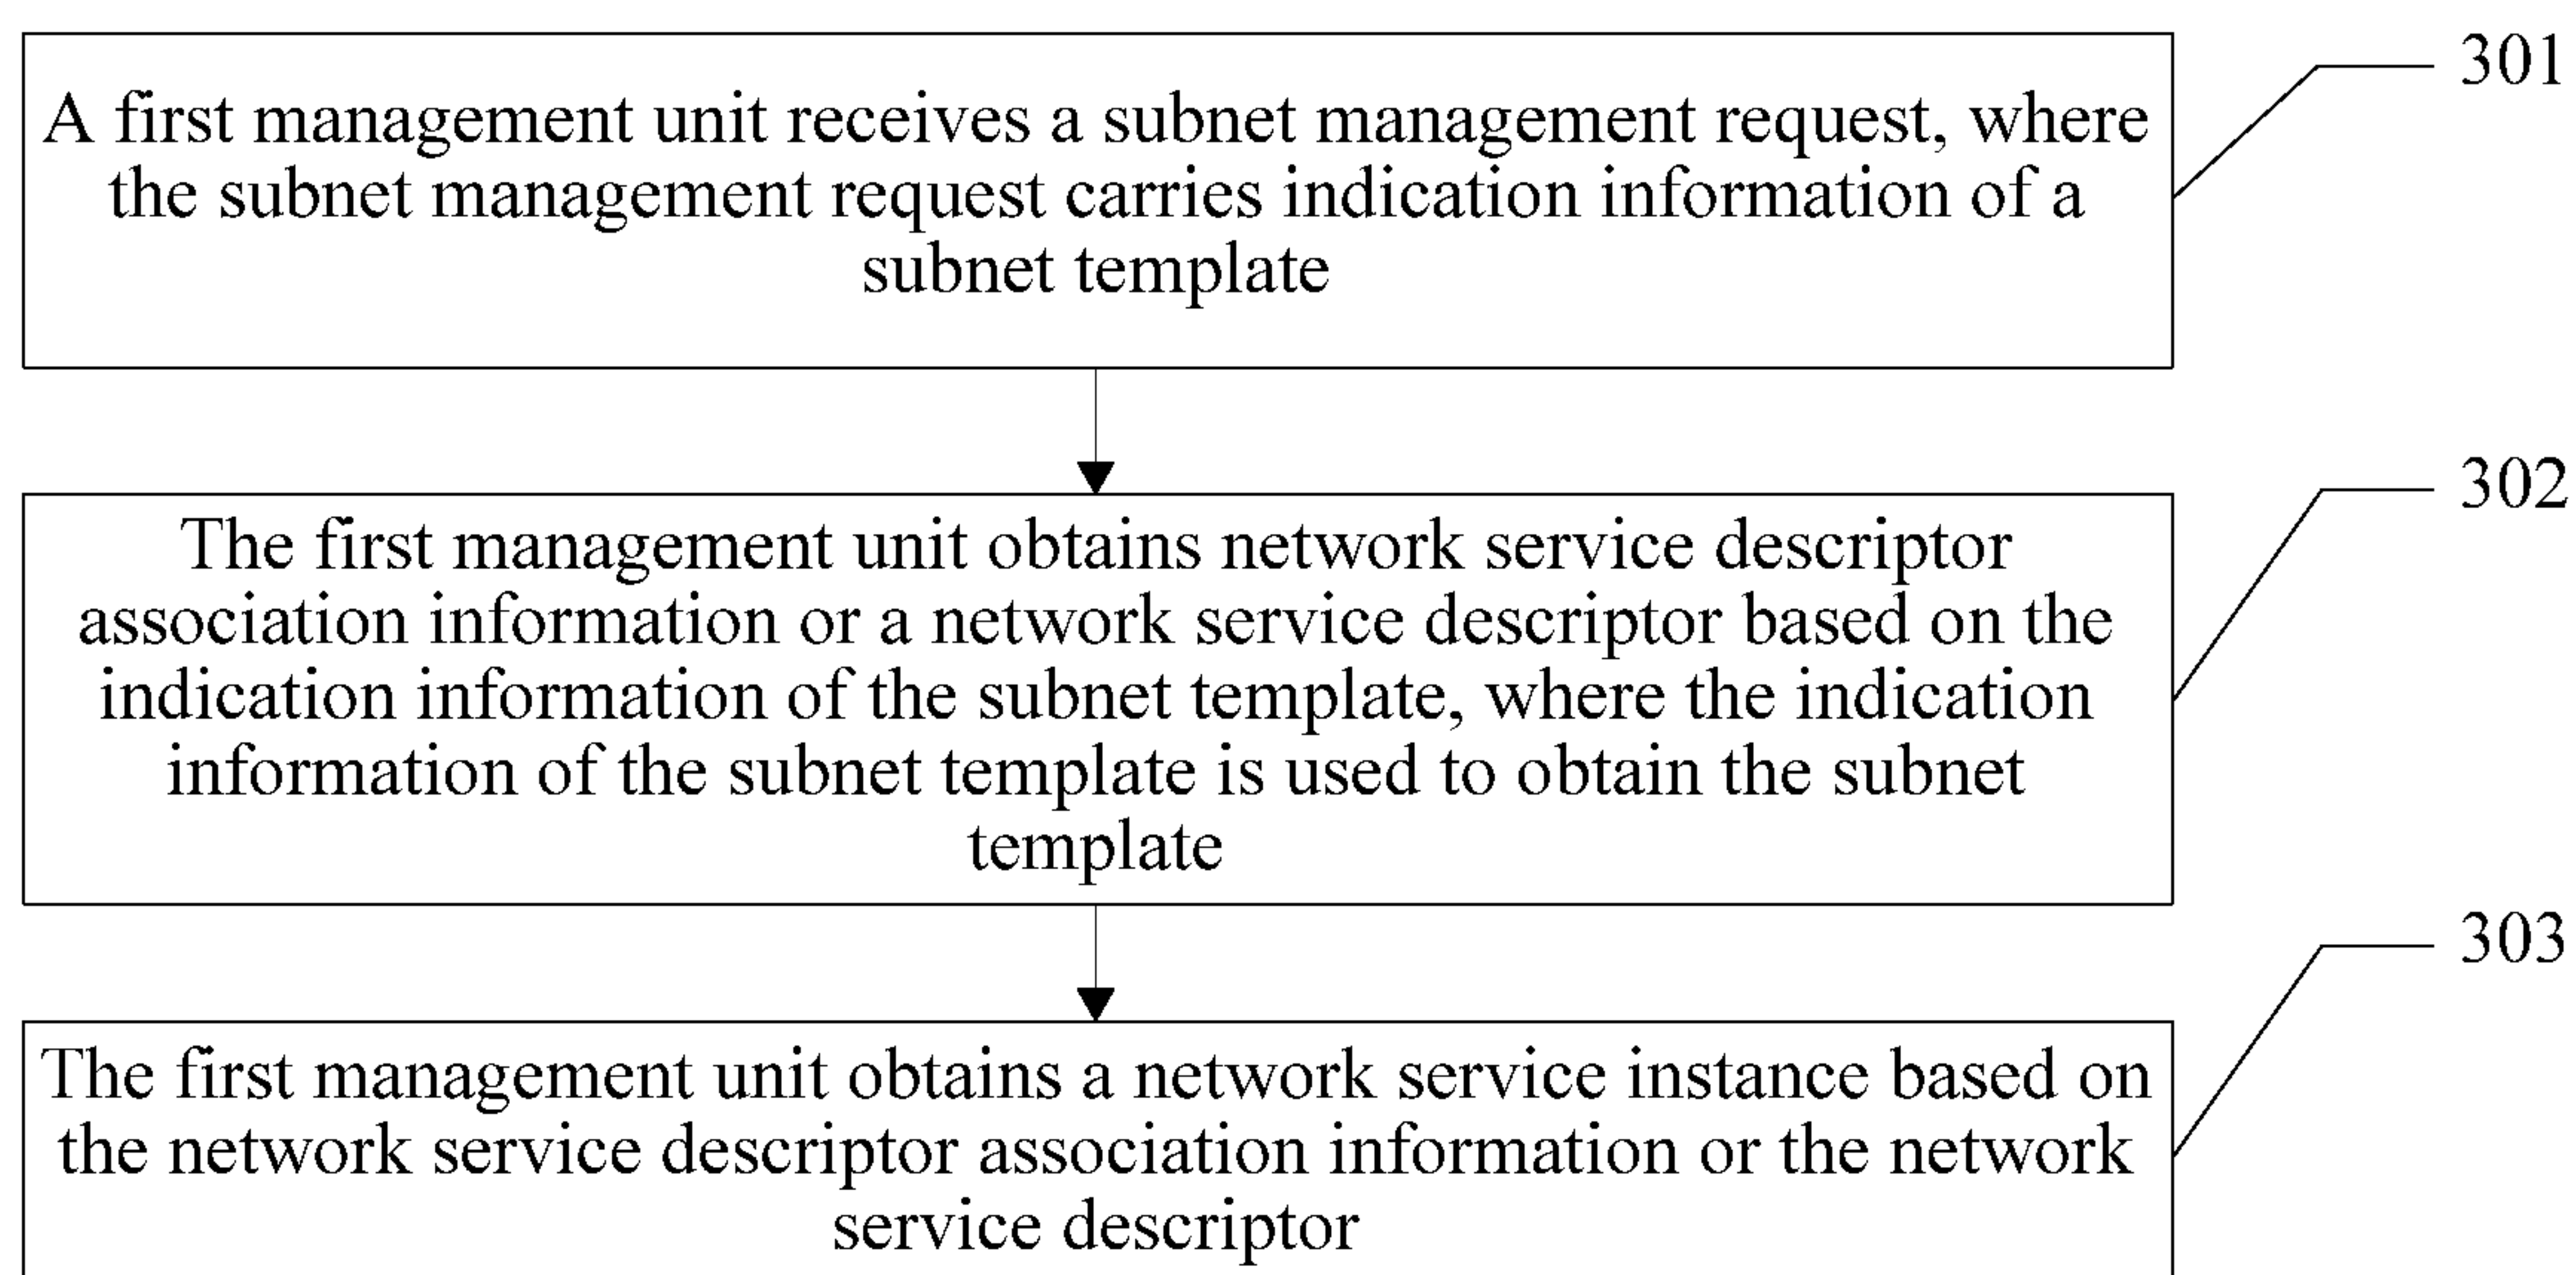 301
A first management unit receives a subnet management request, where
the subnet management request carries indication information of a
subnet template
302
The first management unit obtains network service descriptor
association information or a network service descriptor based on the
indication information of the subnet template, where the indication
information of the subnet template is used to obtain the subnet
template
303
The first management unit obtains a network service instance based on
the network service descriptor association information or the network
service descriptor